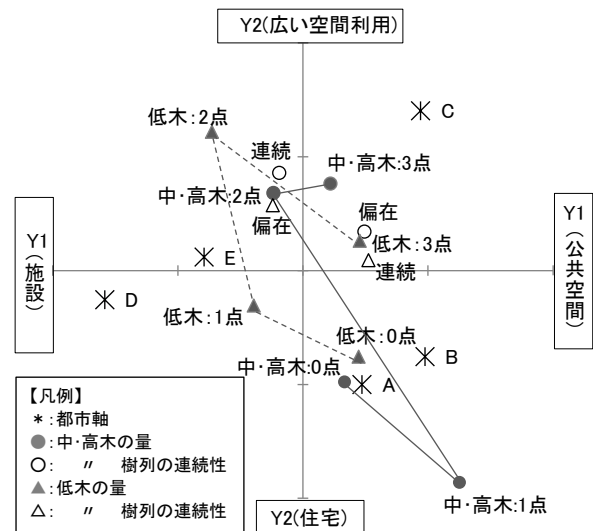 Y2(広い空間利用)
C
低木:2点
連続
中・高木:3点
中・高木:2点
偏在
偏在
低木:3点
連続
Y1
(施設)
Y1
(公共空間)
E
D
低木:1点
低木:0点
B
中・高木:0点
A
中・高木:1点
Y2(住宅)
【凡例】
*:都市軸
●:中・高木の量
○: 〃 樹列の連続性
▲:低木の量
△: 〃 樹列の連続性